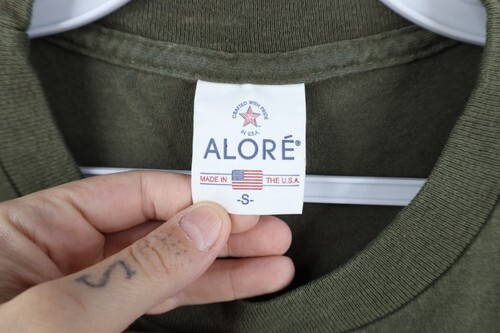 CRAFTED WITH PRIDE
IN U.S.A.
ALORÉ®
MADE IN THE U.S.A.
-S-
S